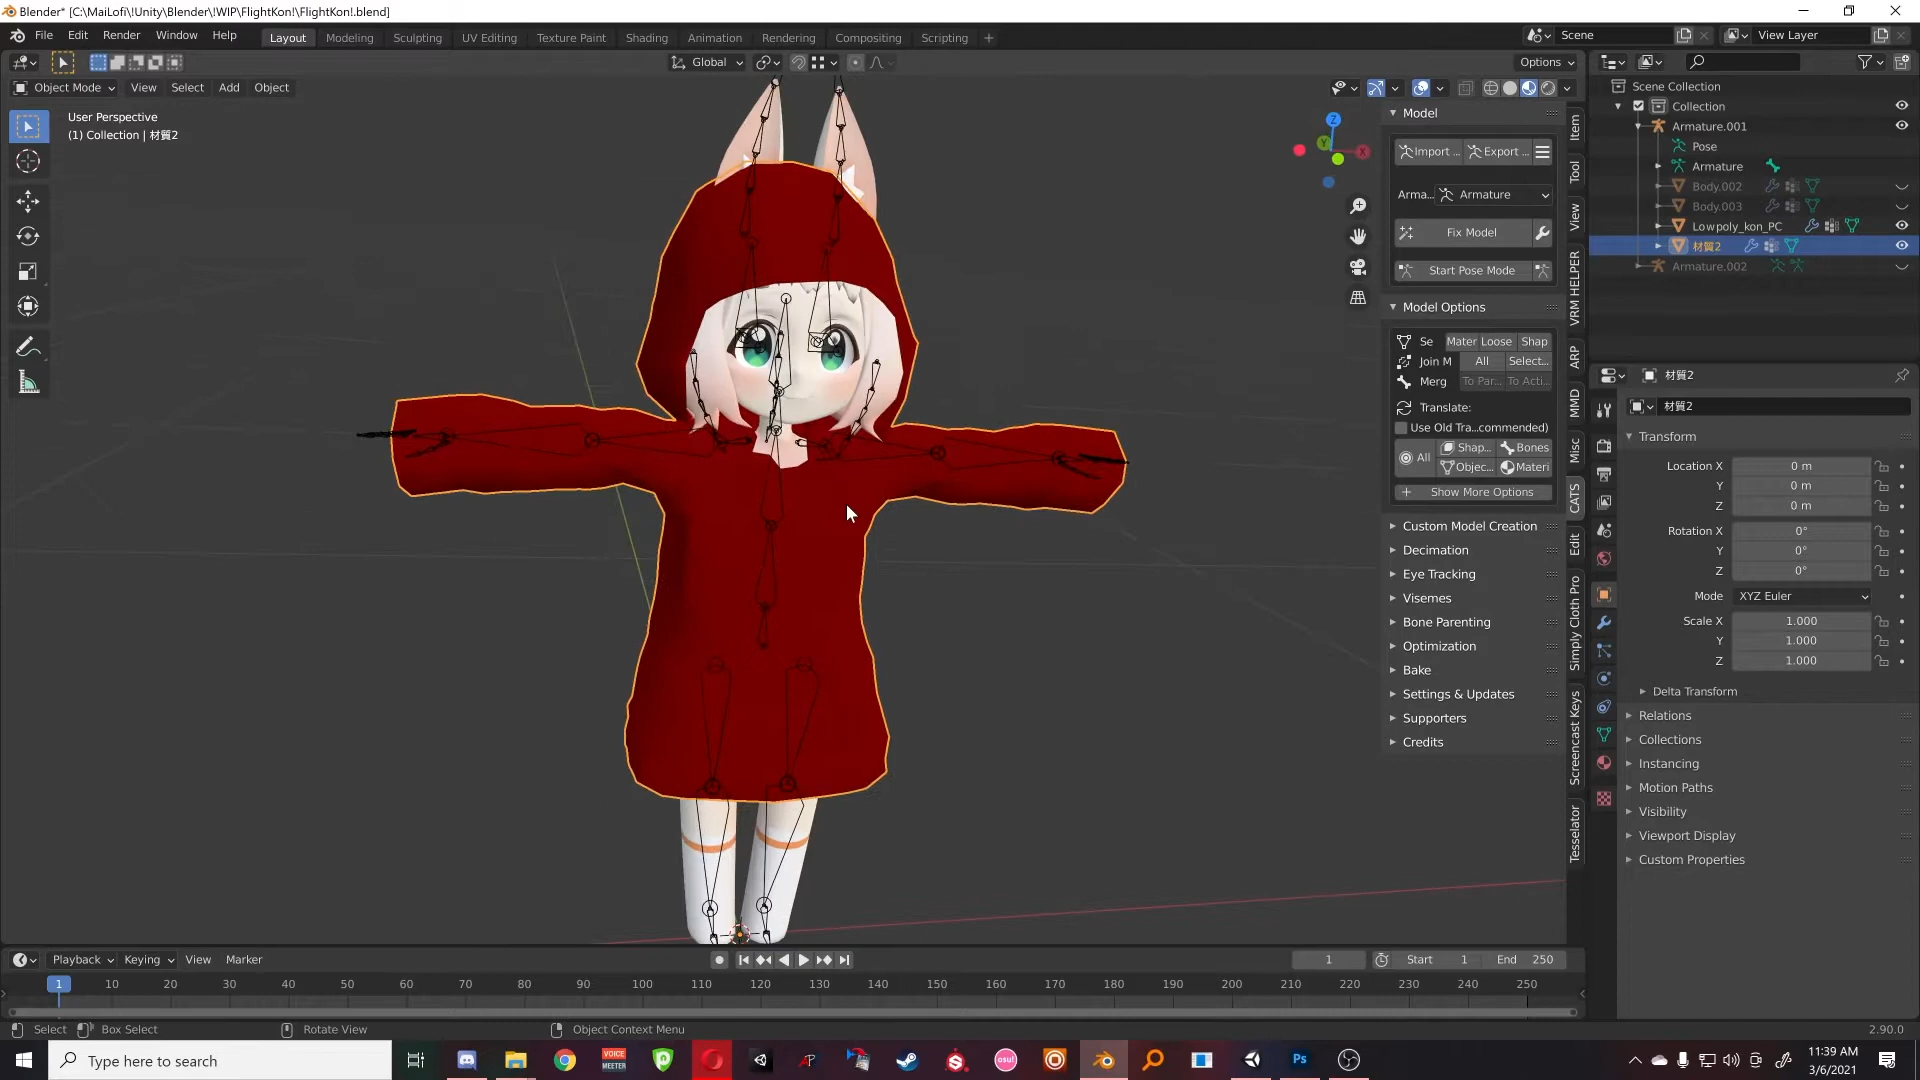 Blender* [C:\MaiLofi\!Unity\Blender\!WIP\FlightKon!\FlightKon!.blend]
File Edit Render Window Help
Layout Modeling Sculpting UV Editing Texture Paint Shading Animation Rendering Compositing Scripting +
Scene
View Layer
Global
Options
Object Mode View Select Add Object
User Perspective
(1) Collection | 材質2
Z
Y
X
Model
Import ...
Export ...
Arma... Armature
Fix Model
Start Pose Mode
Model Options
Se Mater Loose Shap
Join M All Select...
Merg To Par... To Acti...
Translate:
Use Old Tra...commended)
All Shap... Bones
Objec... Materi
Show More Options
Custom Model Creation
Decimation
Eye Tracking
Visemes
Bone Parenting
Optimization
Bake
Settings & Updates
Supporters
Credits
Item
Tool
View
VRM HELPER
ARP
MMD
Misc
CATS
Edit
Simply Cloth Pro
Screencast Keys
Tesselator
Scene Collection
Collection
Armature.001
Pose
Armature
Body.002
Body.003
Lowpoly_kon_PC
材質2
Armature.002
材質2
材質2
Transform
Location X 0 m
Y 0 m
Z 0 m
Rotation X 0°
Y 0°
Z 0°
Mode XYZ Euler
Scale X 1.000
Y 1.000
Z 1.000
Delta Transform
Relations
Collections
Instancing
Motion Paths
Visibility
Viewport Display
Custom Properties
Playback Keying View Marker
1 Start 1 End 250
1 10 20 30 40 50 60 70 80 90 100 110 120 130 140 150 160 170 180 190 200 210 220 230 240 250
Select Box Select Rotate View Object Context Menu
2.90.0
Type here to search
VOICE
MEETER
osu!
Ps
11:39 AM
3/6/2021